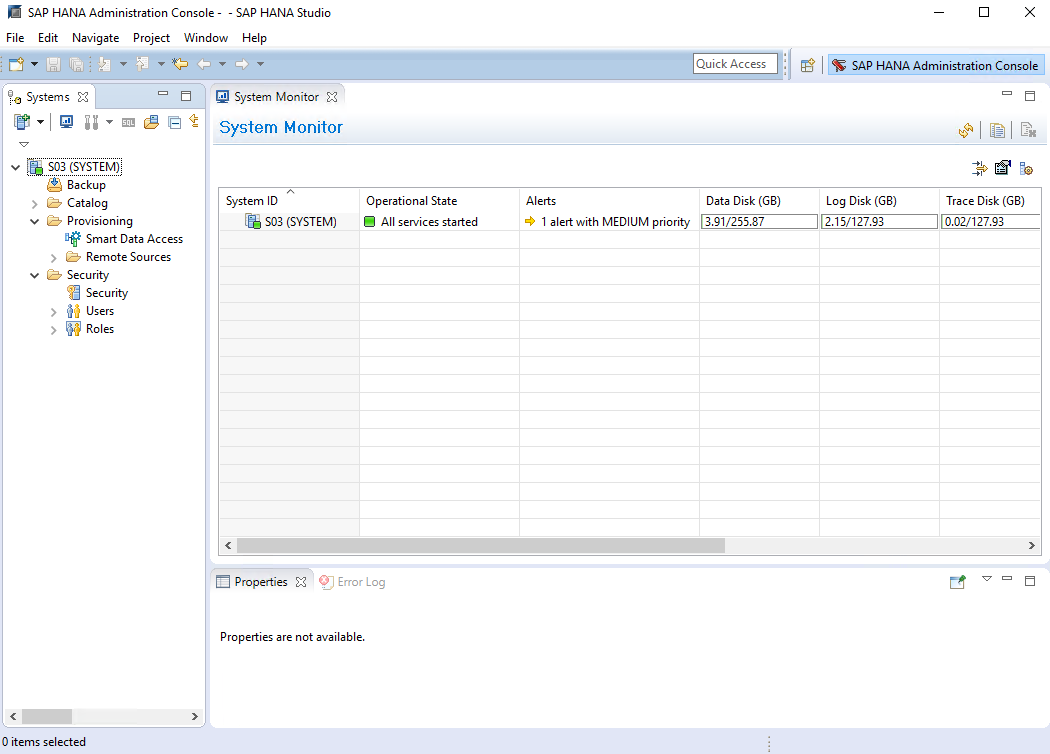 SAP HANA Administration Console -  - SAP HANA Studio
File Edit Navigate Project Window Help
Quick Access
SAP HANA Administration Console
Systems
SQL
S03 (SYSTEM)
Backup
Catalog
Provisioning
Smart Data Access
Remote Sources
Security
Security
Users
Roles
System Monitor
System Monitor
System ID Operational State Alerts Data Disk (GB) Log Disk (GB) Trace Disk (GB)
S03 (SYSTEM) All services started 1 alert with MEDIUM priority 3.91/255.87 2.15/127.93 0.02/127.93
Properties Error Log
Properties are not available.
0 items selected